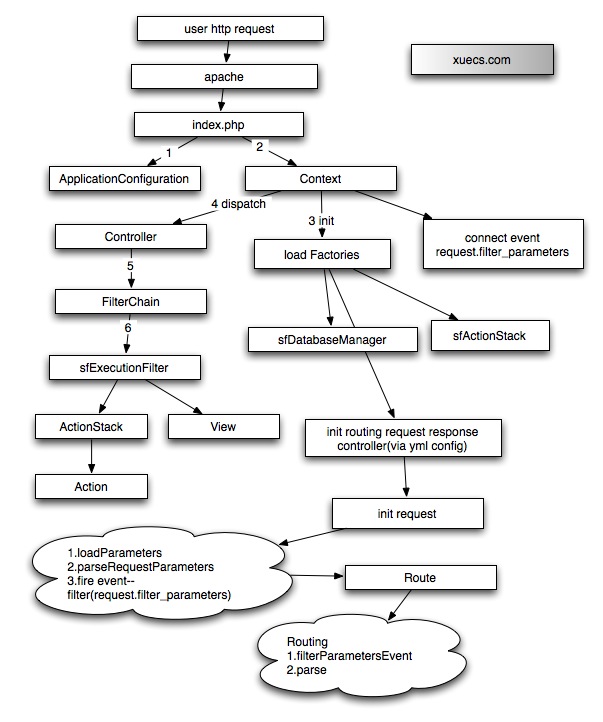 user http request
xuecs.com
apache
index.php
1
2
ApplicationConfiguration
Context
4 dispatch
3 init
Controller
connect event
request.filter_parameters
load Factories
5
FilterChain
6
sfDatabaseManager
sfActionStack
sfExecutionFilter
ActionStack
View
init routing request response
controller(via yml config)
Action
init request
1.loadParameters
2.parseRequestParameters
3.fire event--
filter(request.filter_parameters)
Route
Routing
1.filterParametersEvent
2.parse